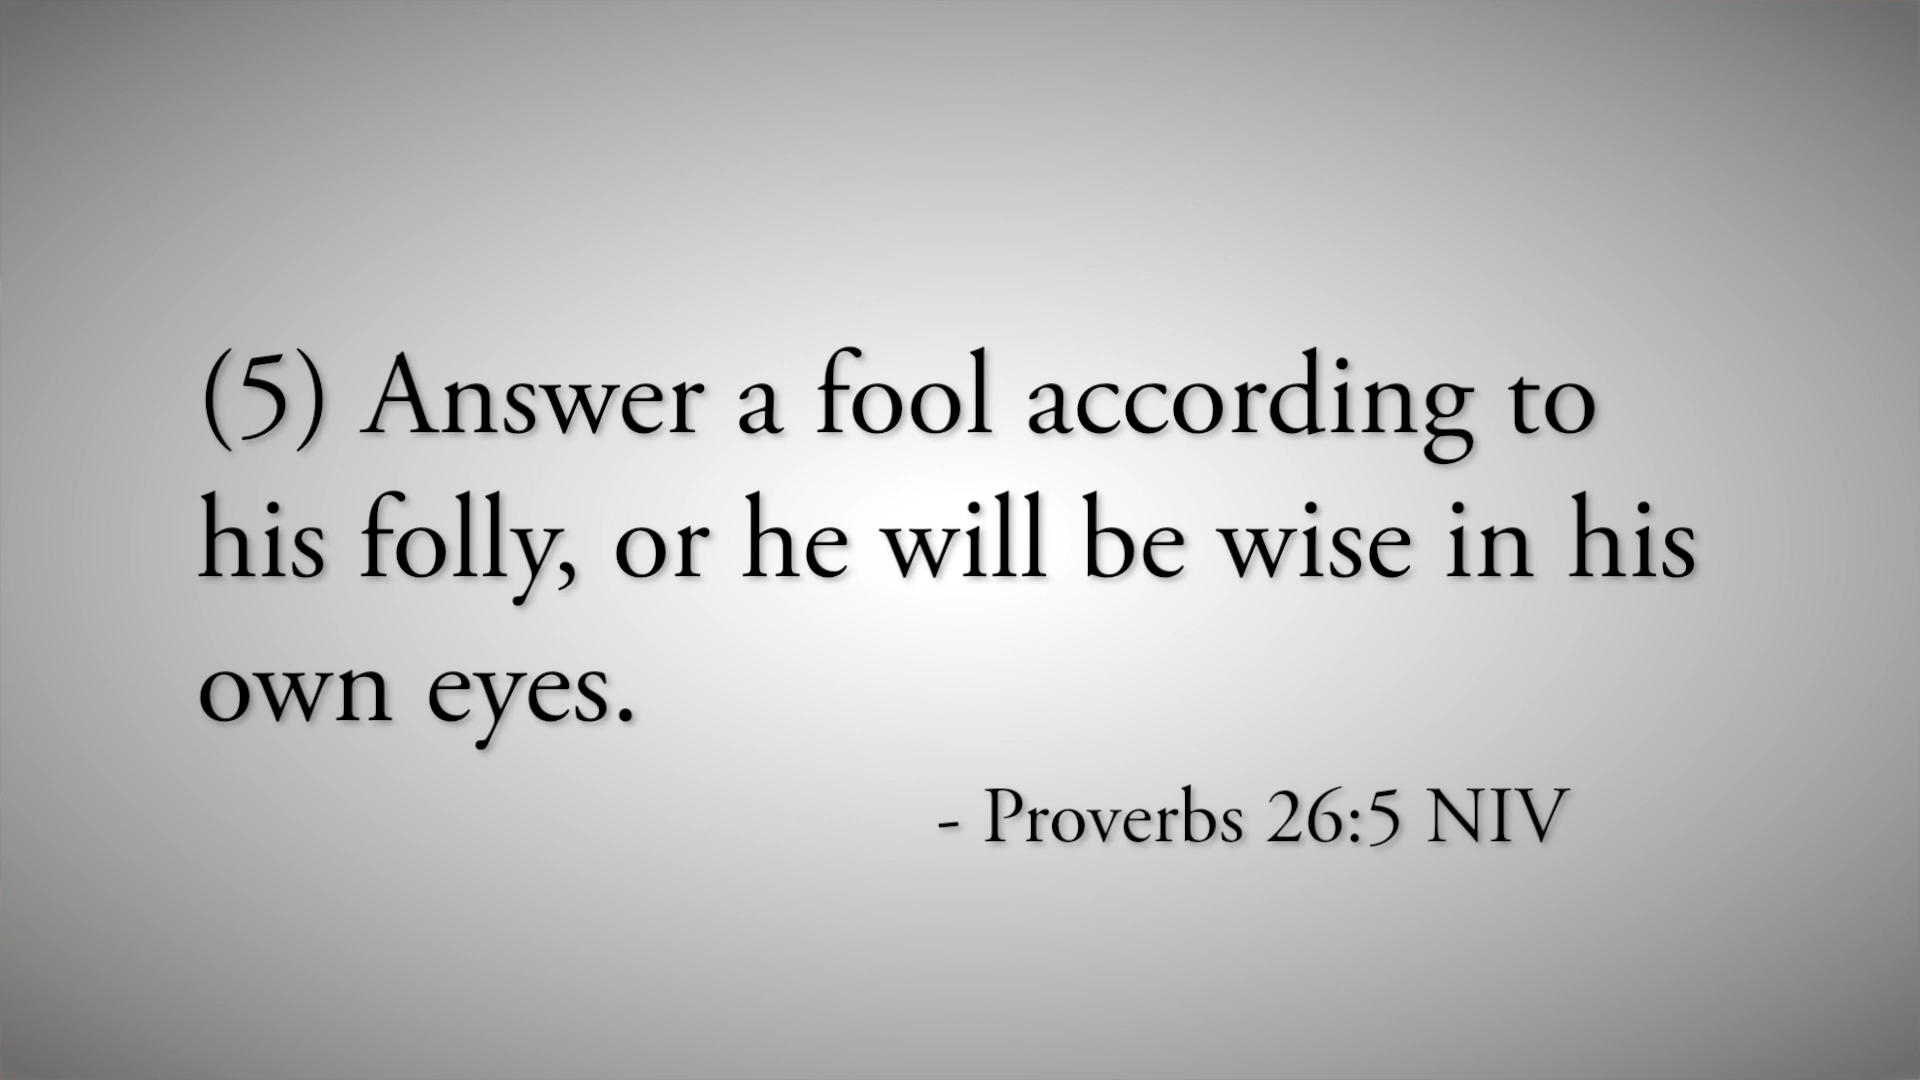 (5) Answer a fool according to
his folly, or he will be wise in his
own eyes.
- Proverbs 26:5 NIV